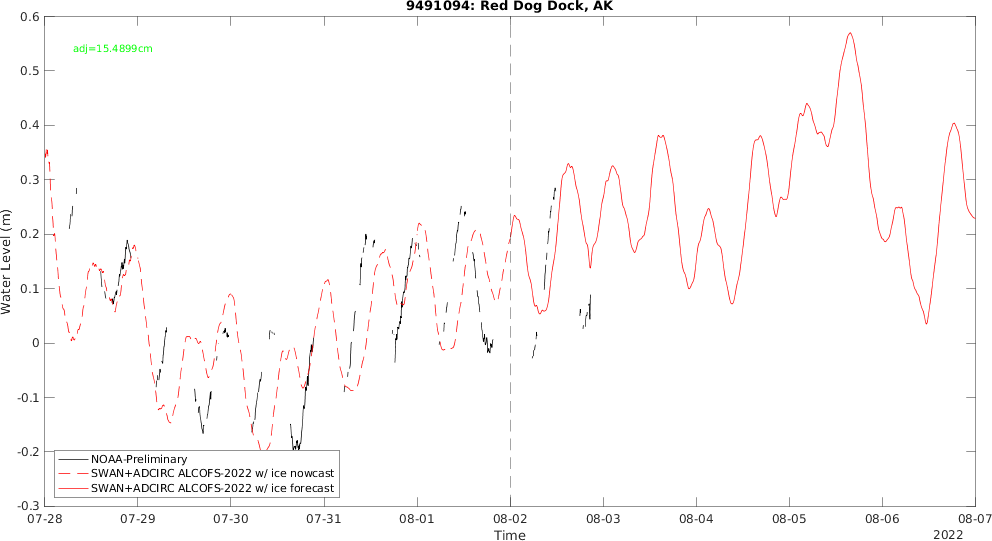 9491094: Red Dog Dock, AK
adj=15.4899cm
Water Level (m)
0.6
0.5
0.4
0.3
0.2
0.1
0
-0.1
-0.2
-0.3
NOAA-Preliminary
SWAN+ADCIRC ALCOFS-2022 w/ ice nowcast
SWAN+ADCIRC ALCOFS-2022 w/ ice forecast
07-28 07-29 07-30 07-31 08-01 08-02 08-03 08-04 08-05 08-06 08-07
Time
2022